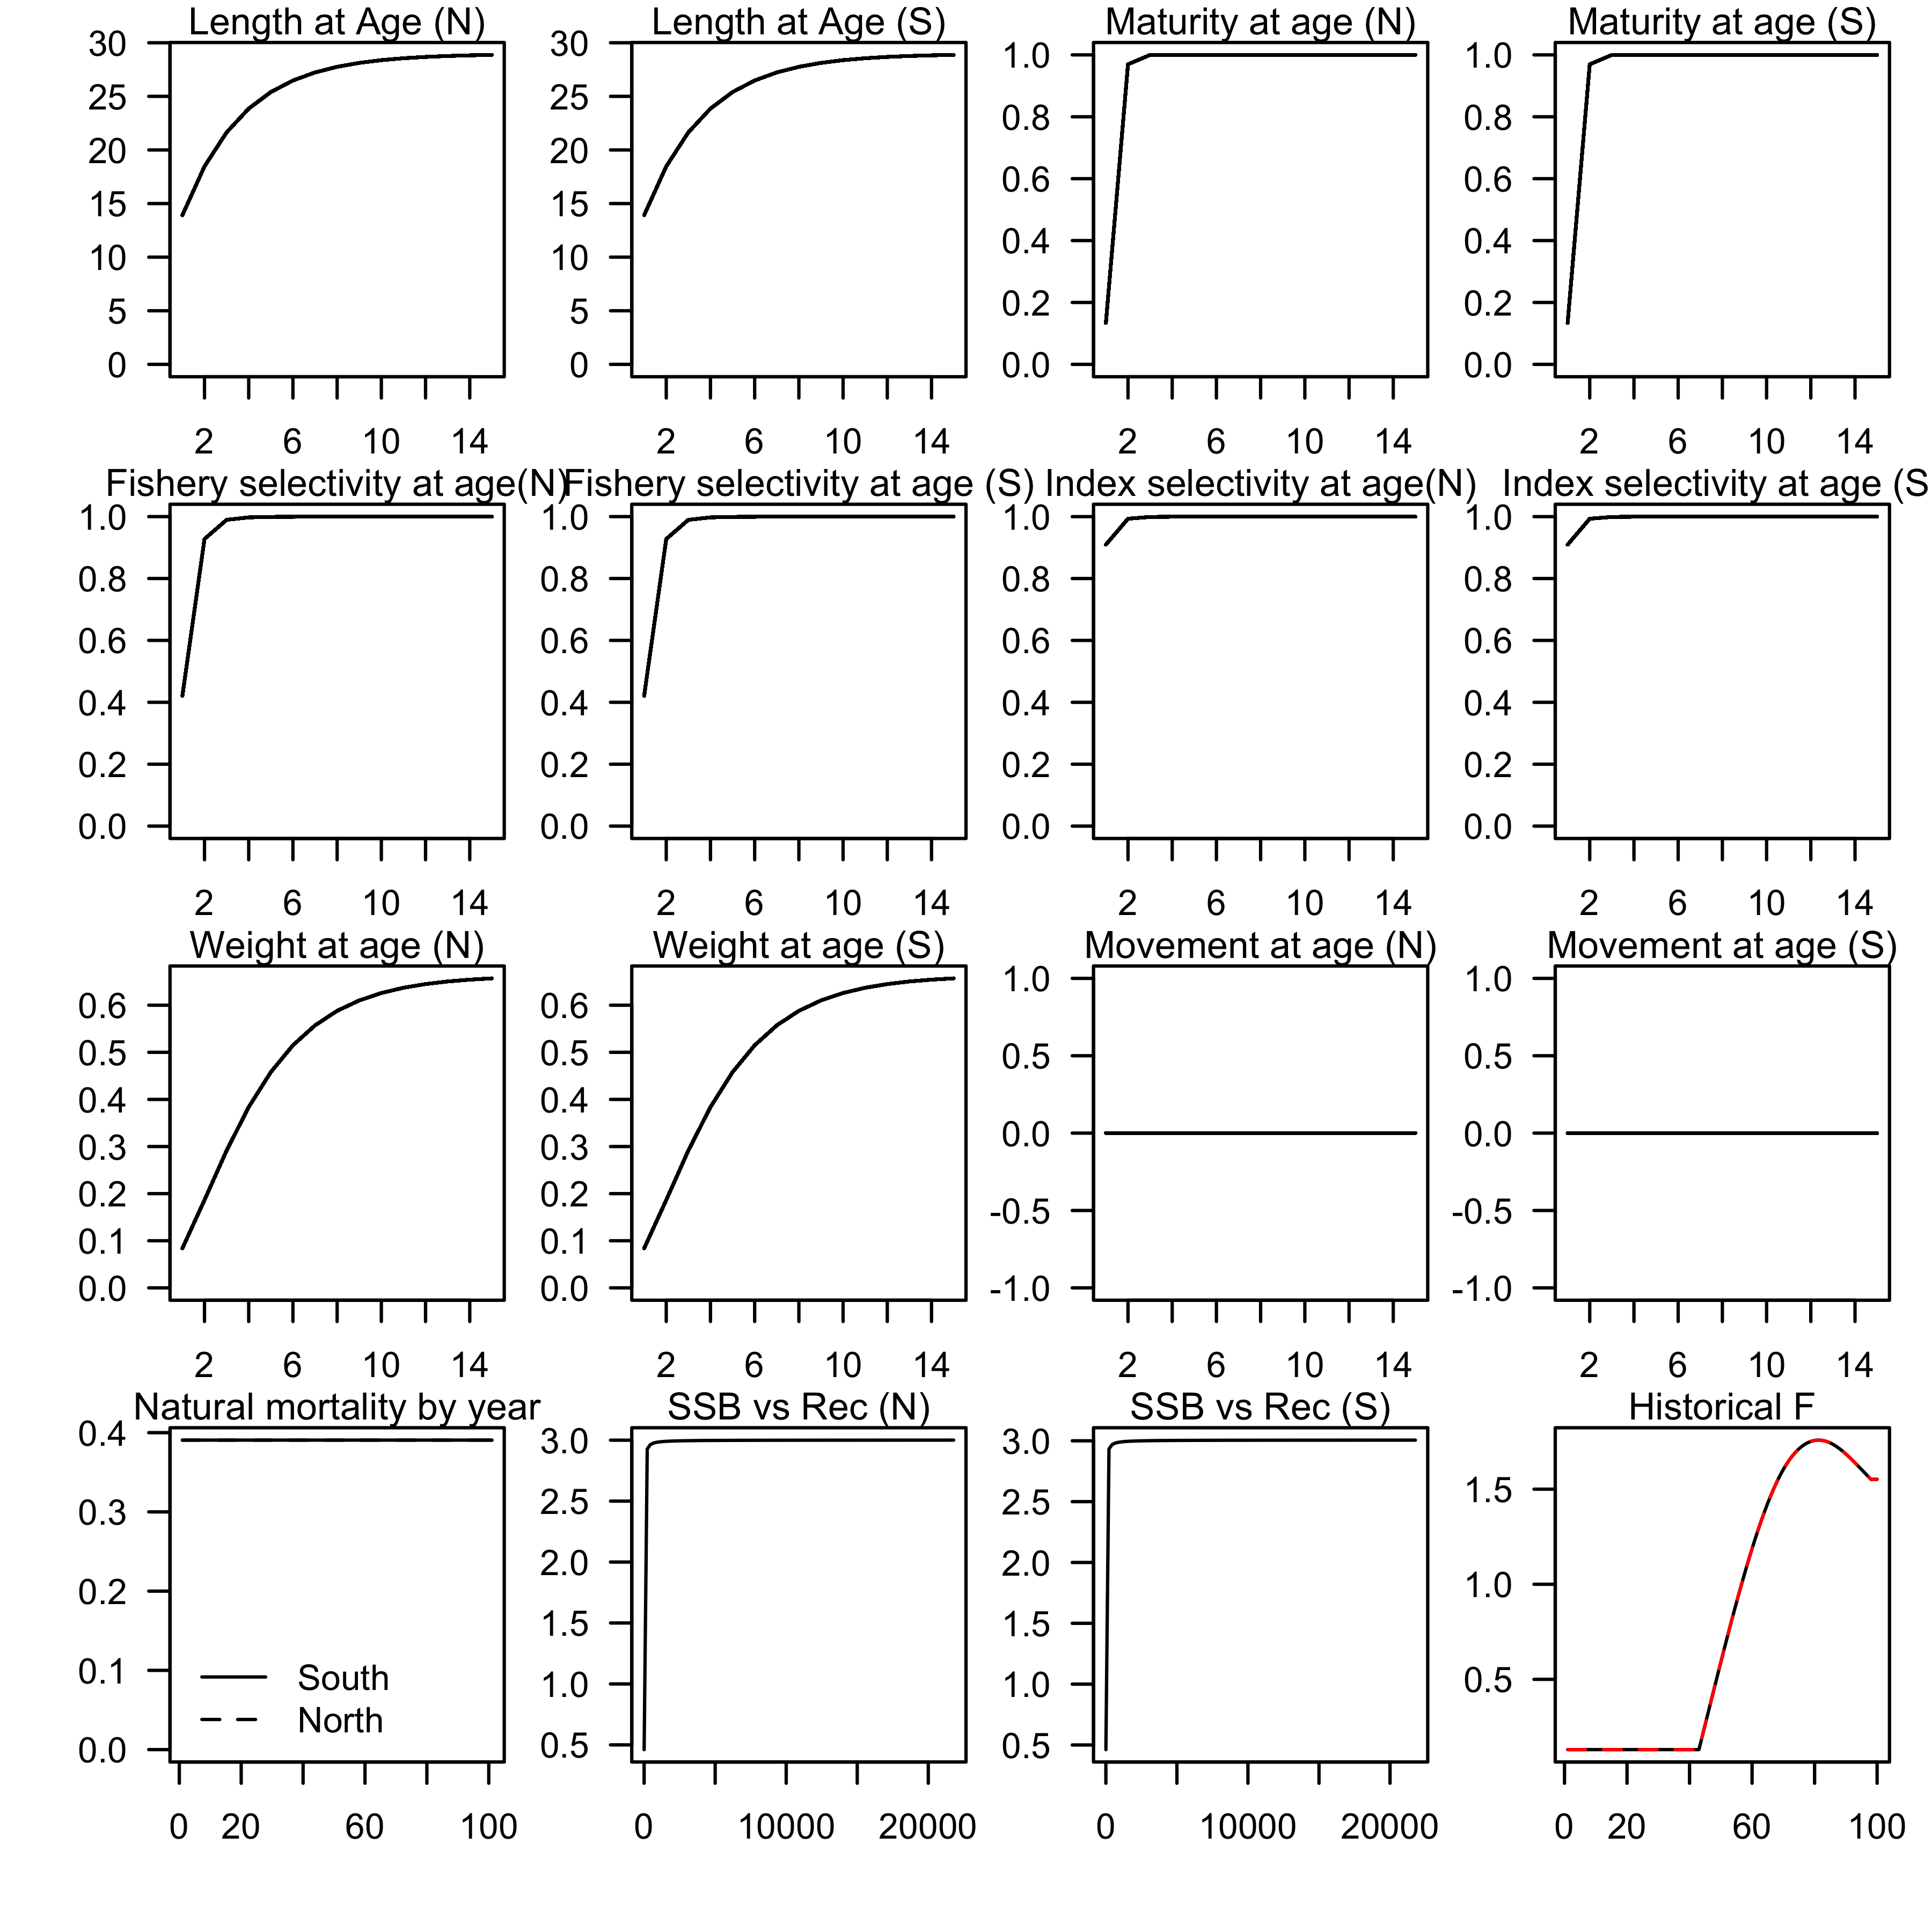 Length at Age (N) Length at Age (S) Maturity at age (N) Maturity at age (S)
30 30 1.0 1.0
25 25 0.8 0.8
20 20 0.6 0.6
15 15 0.4 0.4
10 10 0.2 0.2
5 5 0.0 0.0
0 0
2 6 10 14 2 6 10 14 2 6 10 14 2 6 10 14
Fishery selectivity at age(N) Fishery selectivity at age (S) Index selectivity at age(N) Index selectivity at age (S
1.0 1.0 1.0 1.0
0.8 0.8 0.8 0.8
0.6 0.6 0.6 0.6
0.4 0.4 0.4 0.4
0.2 0.2 0.2 0.2
0.0 0.0 0.0 0.0
2 6 10 14 2 6 10 14 2 6 10 14 2 6 10 14
Weight at age (N) Weight at age (S) Movement at age (N) Movement at age (S)
0.6 0.6 1.0 1.0
0.5 0.5 0.5 0.5
0.4 0.4 0.0 0.0
0.3 0.3 -0.5 -0.5
0.2 0.2 -1.0 -1.0
0.1 0.1
0.0 0.0
2 6 10 14 2 6 10 14 2 6 10 14 2 6 10 14
Natural mortality by year SSB vs Rec (N) SSB vs Rec (S) Historical F
0.4 3.0 3.0 1.5
0.3 2.5 2.5 1.0
0.2 2.0 2.0 0.5
0.1 1.5 1.5
0.0 1.0 1.0
0.5 0.5
South
North
0 20 60 100 0 10000 20000 0 10000 20000 0 20 60 100